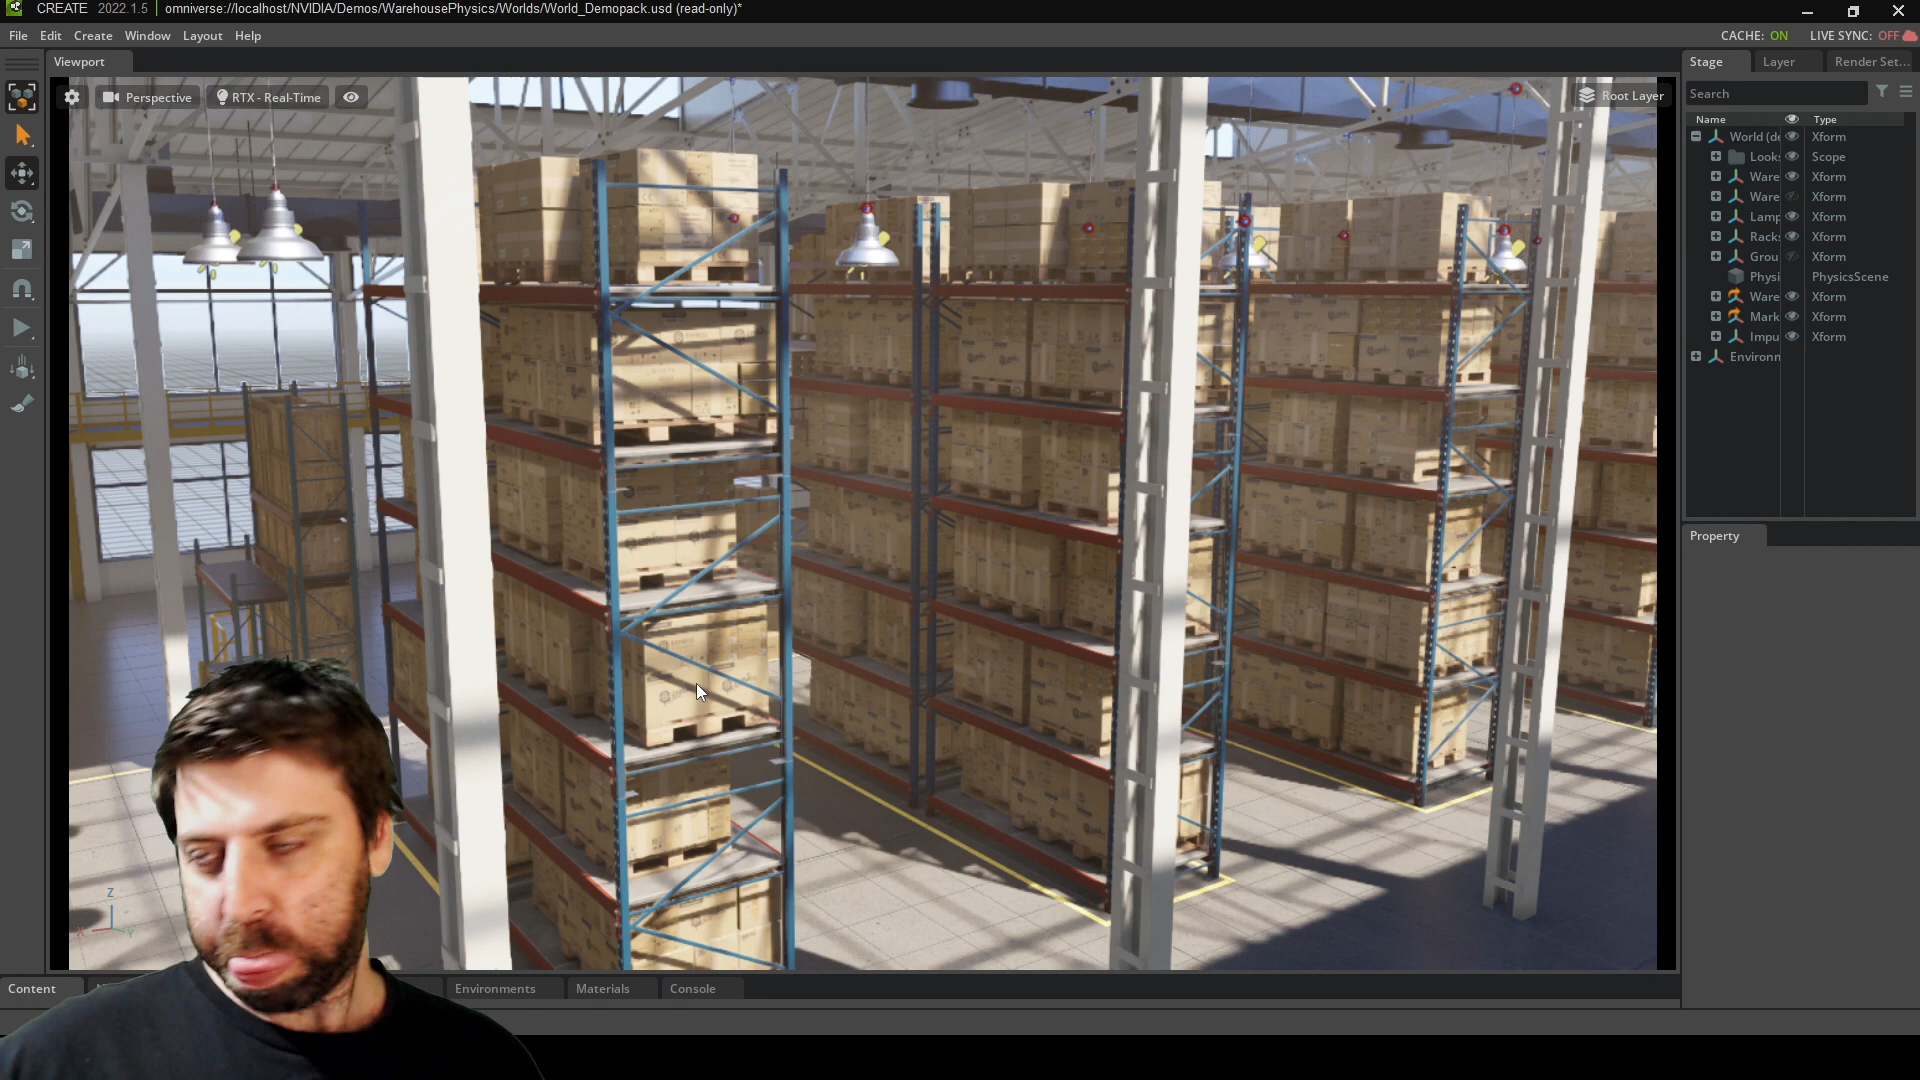 CREATE 2022.1.5 omniverse://localhost/NVIDIA/Demos/WarehousePhysics/Worlds/World_Demopack.usd (read-only)*
File Edit Create Window Layout Help CACHE: ON LIVE SYNC: OFF
Viewport
Perspective RTX - Real-Time Root Layer
Stage Layer Render Set...
Search
Name Type
World (de Xform
Looks Scope
Ware Xform
Ware Xform
Lamp Xform
Racks Xform
Grou Xform
Physi PhysicsScene
Ware Xform
Mark Xform
Impu Xform
Environm
Property
Z
X Y
Content Environments Materials Console